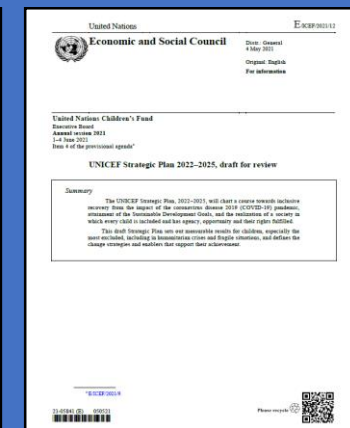 United Nations
E/ICEF/2021/12
Economic and Social Council
Distr.: General
4 May 2021
Original: English
For information
United Nations Children's Fund
Executive Board
Annual session 2021
1–4 June 2021
Item 4 of the provisional agenda*
UNICEF Strategic Plan 2022–2025, draft for review
Summary
The UNICEF Strategic Plan, 2022–2025, will chart a course towards inclusive
recovery from the impact of the coronavirus disease 2019 (COVID-19) pandemic,
attainment of the Sustainable Development Goals, and the realization of a society in
which every child is included and has agency, opportunity and their rights fulfilled.
This draft Strategic Plan sets out measurable results for children, especially the
most excluded, including in humanitarian crises and fragile situations, and defines the
change strategies and enablers that support their achievement.
*E/ICEF/2021/9
21-05841 (E) 050521
Please recycle